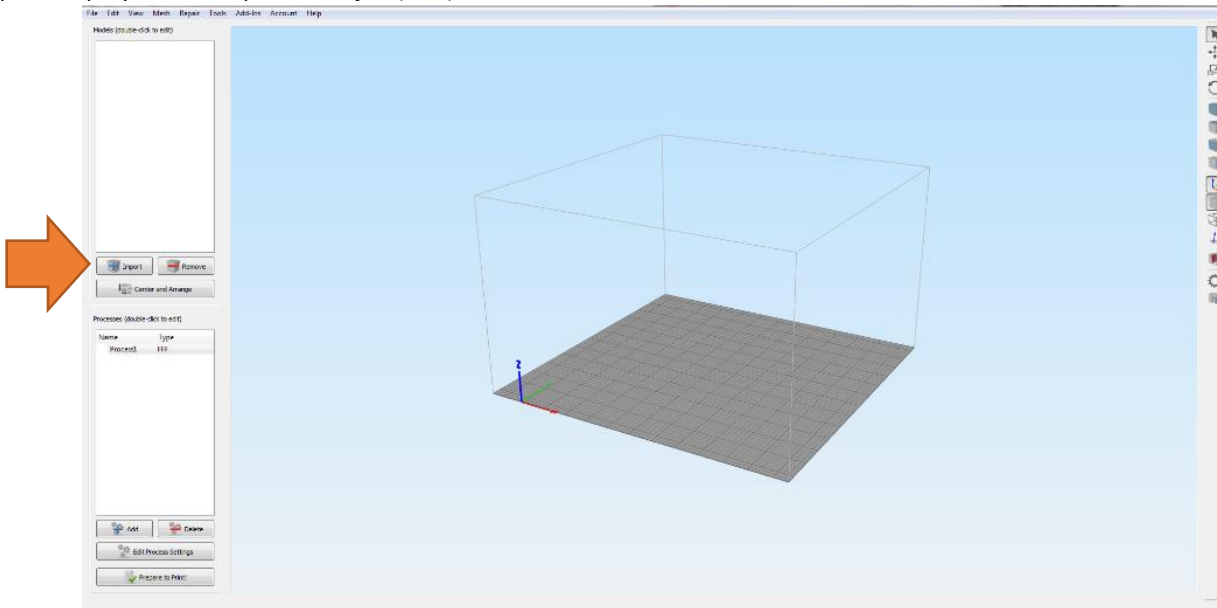 File Edit View Mesh Repair Tools Add-Ins Account Help
Models (double-click to edit)
Import Remove
Center and Arrange
Processes (double-click to edit)
Name Type
Process1 FFF
Z
Add Delete
Edit Process Settings
Prepare to Print!